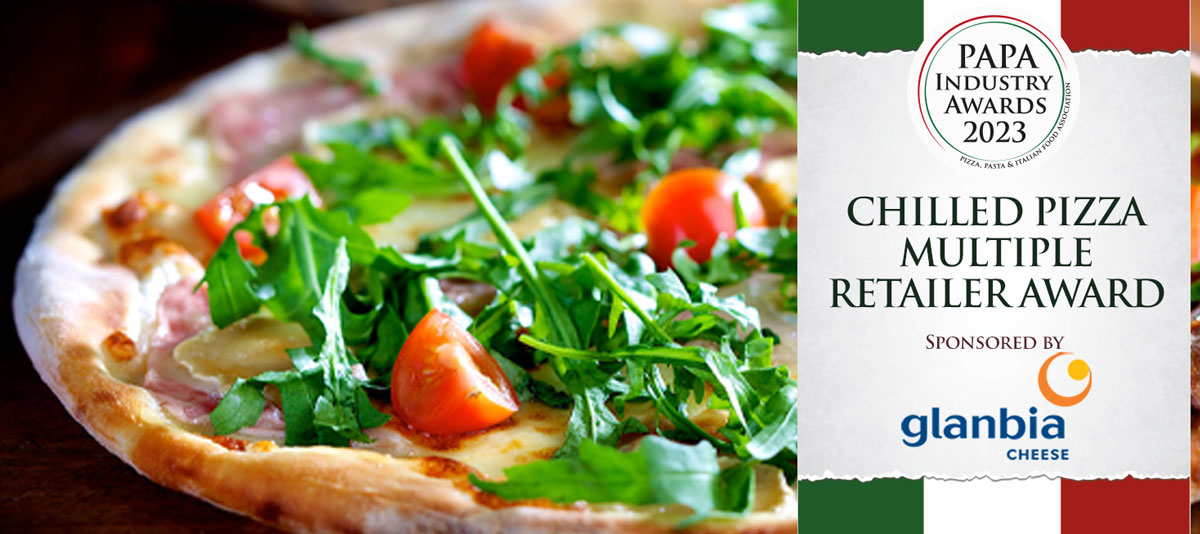 PAPA
INDUSTRY
AWARDS
2023
PIZZA, PASTA & ITALIAN FOOD ASSOCIATION
CHILLED PIZZA
MULTIPLE
RETAILER AWARD
SPONSORED BY
glanbia
CHEESE